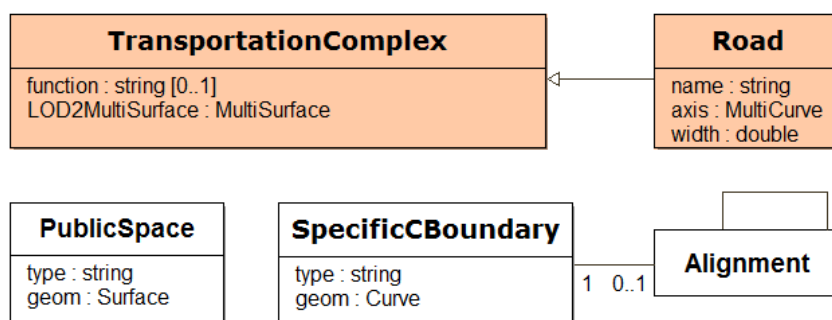 TransportationComplex
function : string [0..1]
LOD2MultiSurface : MultiSurface
Road
name : string
axis : MultiCurve
width : double
PublicSpace
type : string
geom : Surface
SpecificCBoundary
type : string
geom : Curve
1 0..1
Alignment